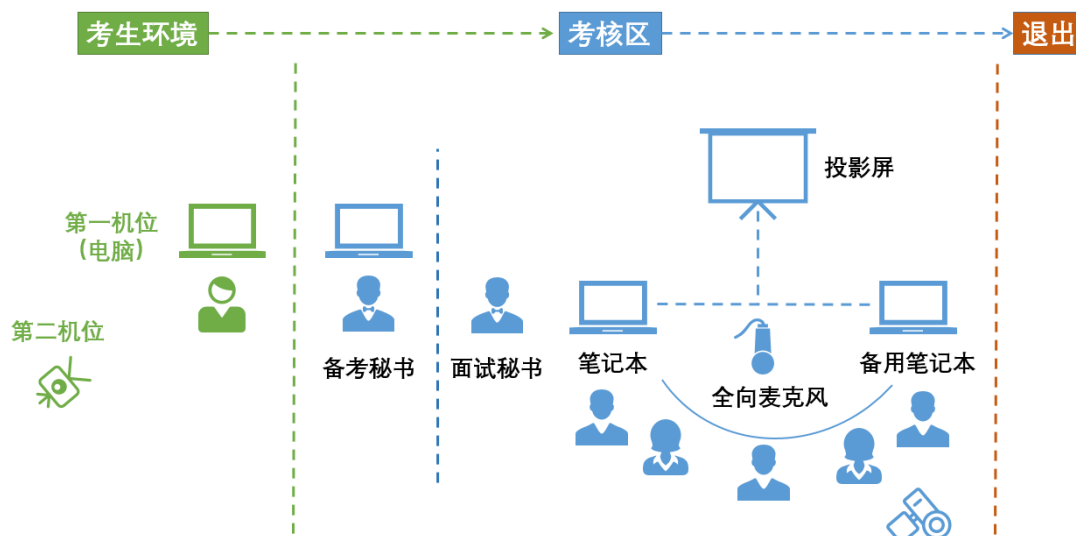 考生环境
考核区
退出
投影屏
第一机位
(电脑)
第二机位
备考秘书
面试秘书
笔记本
全向麦克风
备用笔记本